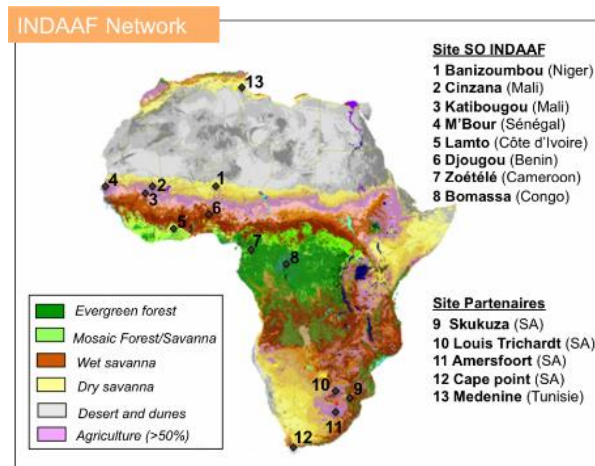 INDAAF Network
Site SO INDAAF
1 Banizoumbou (Niger)
2 Cinzana (Mali)
3 Katibougou (Mali)
4 M'Bour (Sénégal)
5 Lamto (Côte d'Ivoire)
6 Djougou (Benin)
7 Zoétélé (Cameroon)
8 Bomassa (Congo)
Site Partenaires
9 Skukuza (SA)
10 Louis Trichardt (SA)
11 Amersfoort (SA)
12 Cape point (SA)
13 Medenine (Tunisie)
13
4
2
1
3
6
5
7
8
10
9
11
12
Evergreen forest
Mosaic Forest/Savanna
Wet savanna
Dry savanna
Desert and dunes
Agriculture (>50%)